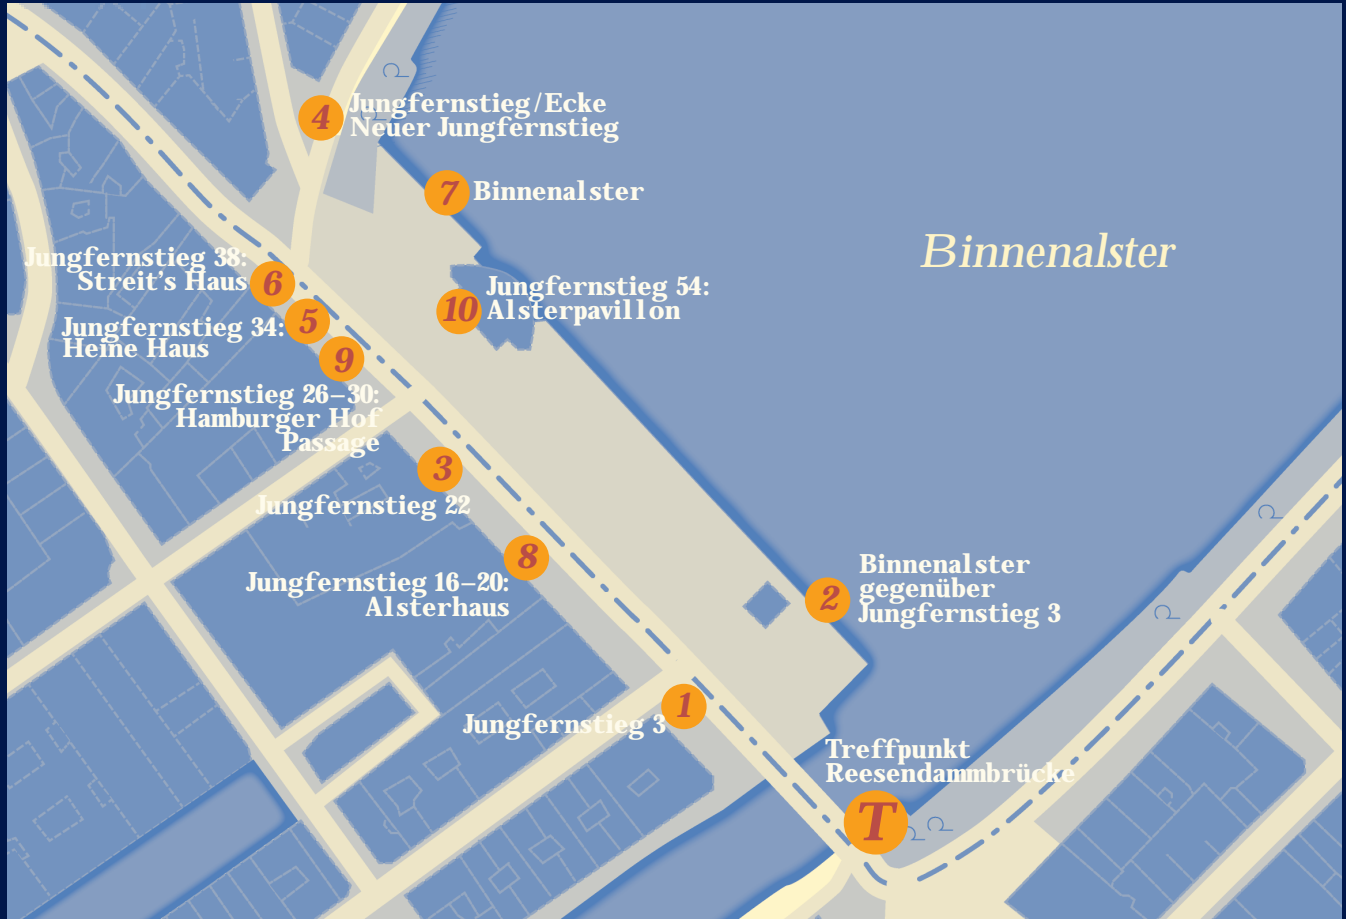 4
Jungfernstieg/Ecke
Neuer Jungfernstieg
7
Binnenalster
Binnenalster
Jungfernstieg 38:
Streit's Haus
6
10
Jungfernstieg 54:
Alsterpavillon
5
Jungfernstieg 34:
Heine Haus
9
Jungfernstieg 26–30:
Hamburger Hof
Passage
3
Jungfernstieg 22
8
Jungfernstieg 16–20:
Alsterhaus
2
Binnenalster
gegenüber
Jungfernstieg 3
1
Jungfernstieg 3
Treffpunkt
Reesendammbrücke
T